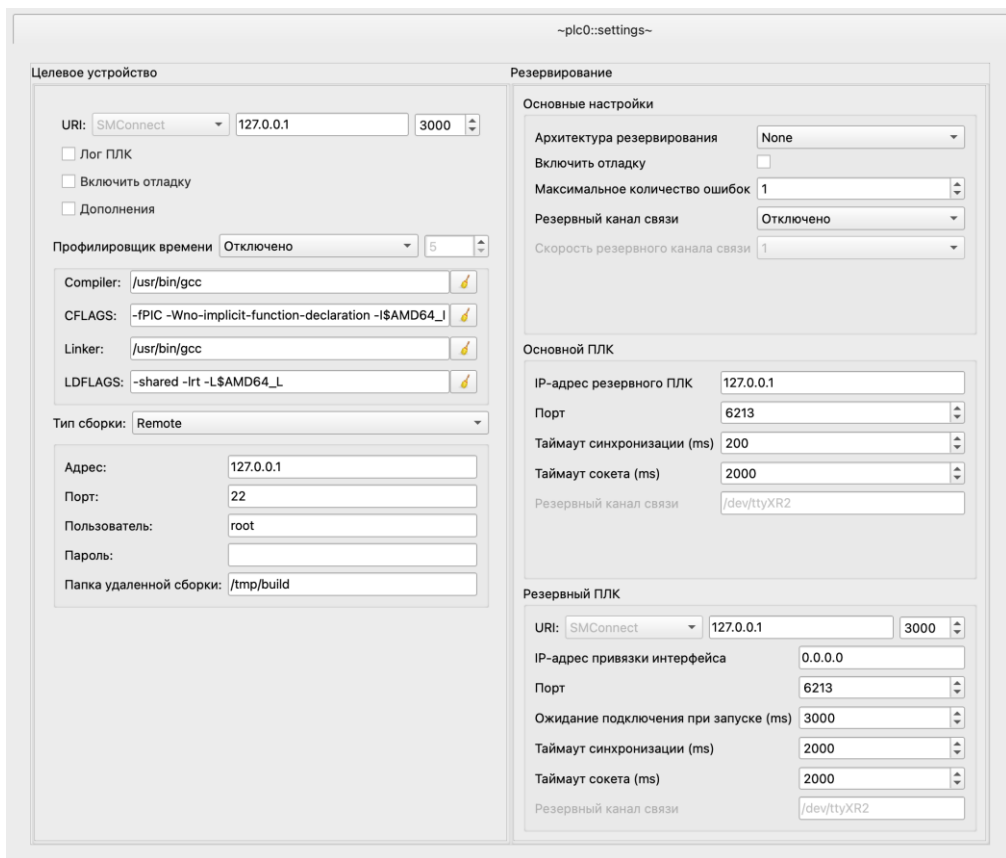 ~plc0::settings~
Целевое устройство
URI: SMConnect 127.0.0.1 3000
Лог ПЛК
Включить отладку
Дополнения
Профилировщик времени Отключено 5
Compiler: /usr/bin/gcc
CFLAGS: -fPIC -Wno-implicit-function-declaration -I$AMD64_I
Linker: /usr/bin/gcc
LDFLAGS: -shared -lrt -L$AMD64_L
Тип сборки: Remote
Адрес: 127.0.0.1
Порт: 22
Пользователь: root
Пароль:
Папка удаленной сборки: /tmp/build
Резервирование
Основные настройки
Архитектура резервирования None
Включить отладку
Максимальное количество ошибок 1
Резервный канал связи Отключено
Скорость резервного канала связи 1
Основной ПЛК
IP-адрес резервного ПЛК 127.0.0.1
Порт 6213
Таймаут синхронизации (ms) 200
Таймаут сокета (ms) 2000
Резервный канал связи /dev/ttyXR2
Резервный ПЛК
URI: SMConnect 127.0.0.1 3000
IP-адрес привязки интерфейса 0.0.0.0
Порт 6213
Ожидание подключения при запуске (ms) 3000
Таймаут синхронизации (ms) 2000
Таймаут сокета (ms) 2000
Резервный канал связи /dev/ttyXR2